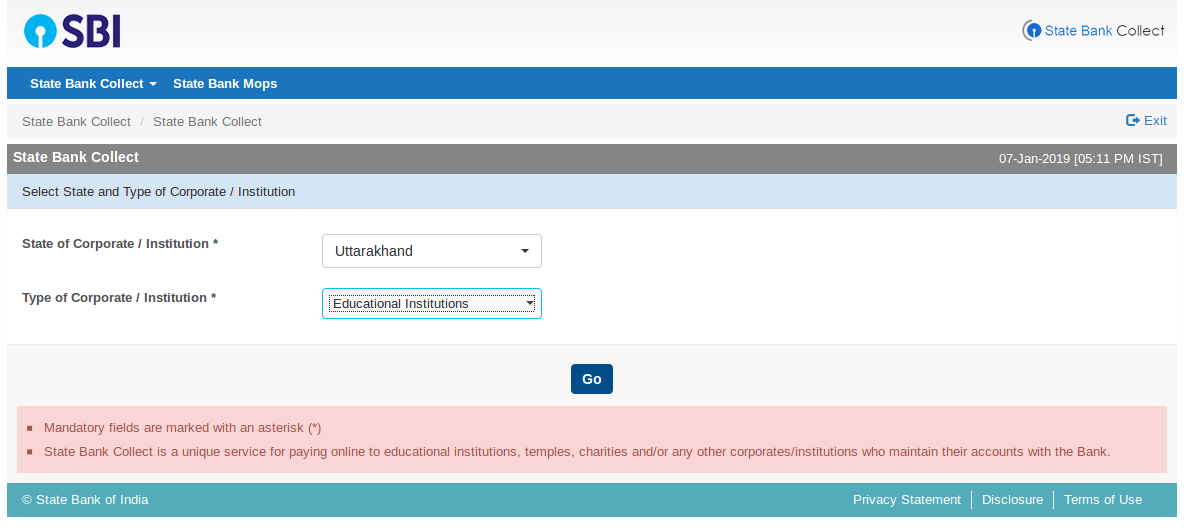 SBI
State Bank Collect
State Bank Collect State Bank Mops
State Bank Collect / State Bank Collect
Exit
State Bank Collect
07-Jan-2019 [05:11 PM IST]
Select State and Type of Corporate / Institution
State of Corporate / Institution *
Uttarakhand
Type of Corporate / Institution *
Educational Institutions
Go
Mandatory fields are marked with an asterisk (*)
State Bank Collect is a unique service for paying online to educational institutions, temples, charities and/or any other corporates/institutions who maintain their accounts with the Bank.
© State Bank of India
Privacy Statement | Disclosure | Terms of Use